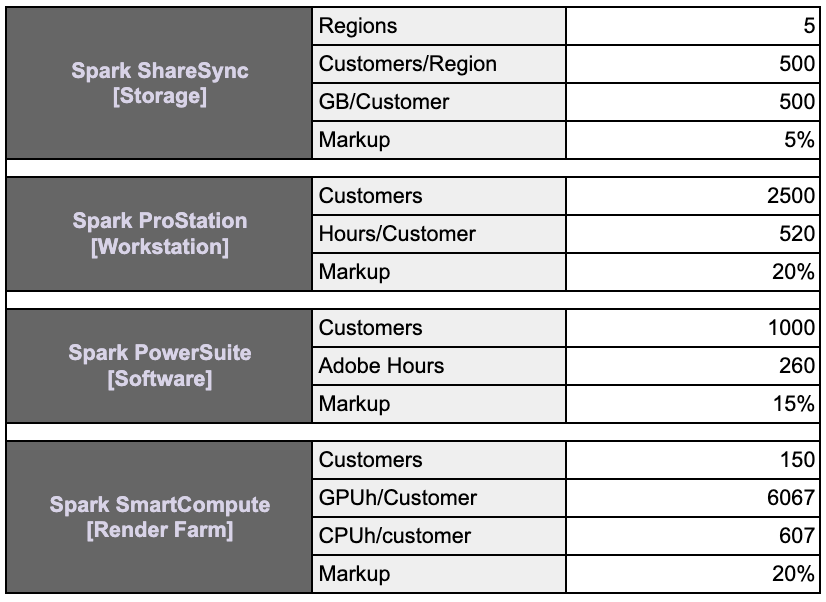 Spark ShareSync
[Storage]
Regions 5
Customers/Region 500
GB/Customer 500
Markup 5%
Spark ProStation
[Workstation]
Customers 2500
Hours/Customer 520
Markup 20%
Spark PowerSuite
[Software]
Customers 1000
Adobe Hours 260
Markup 15%
Spark SmartCompute
[Render Farm]
Customers 150
GPUh/Customer 6067
CPUh/customer 607
Markup 20%